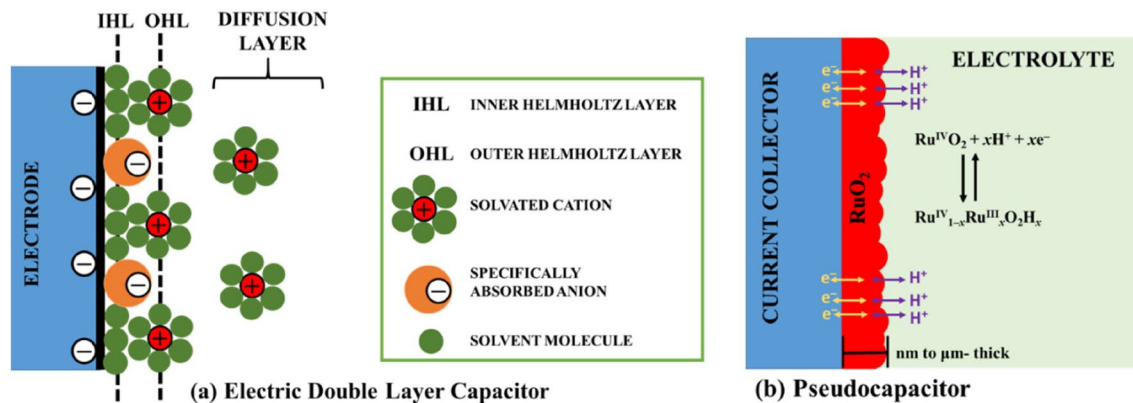 IHL OHL
DIFFUSION
LAYER
ELECTRODE
IHL INNER HELMHOLTZ LAYER
OHL OUTER HELMHOLTZ LAYER
SOLVATED CATION
SPECIFICALLY
ABSORBED ANION
SOLVENT MOLECULE
(a) Electric Double Layer Capacitor
CURRENT COLLECTOR
RuO₂
ELECTROLYTE
e⁻ H⁺
e⁻ H⁺
e⁻ H⁺
RuᴵⱽO₂ + xH⁺ + xe⁻
Ruᴵⱽ₁₋ₓRuᴵᴵᴵₓO₂Hₓ
e⁻ H⁺
e⁻ H⁺
e⁻ H⁺
nm to µm- thick
(b) Pseudocapacitor